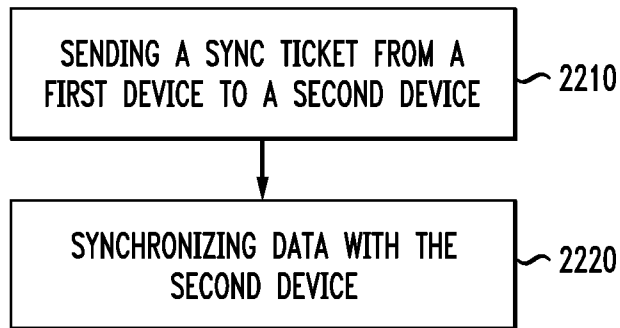 SENDING A SYNC TICKET FROM A
FIRST DEVICE TO A SECOND DEVICE
2210
SYNCHRONIZING DATA WITH THE
SECOND DEVICE
2220